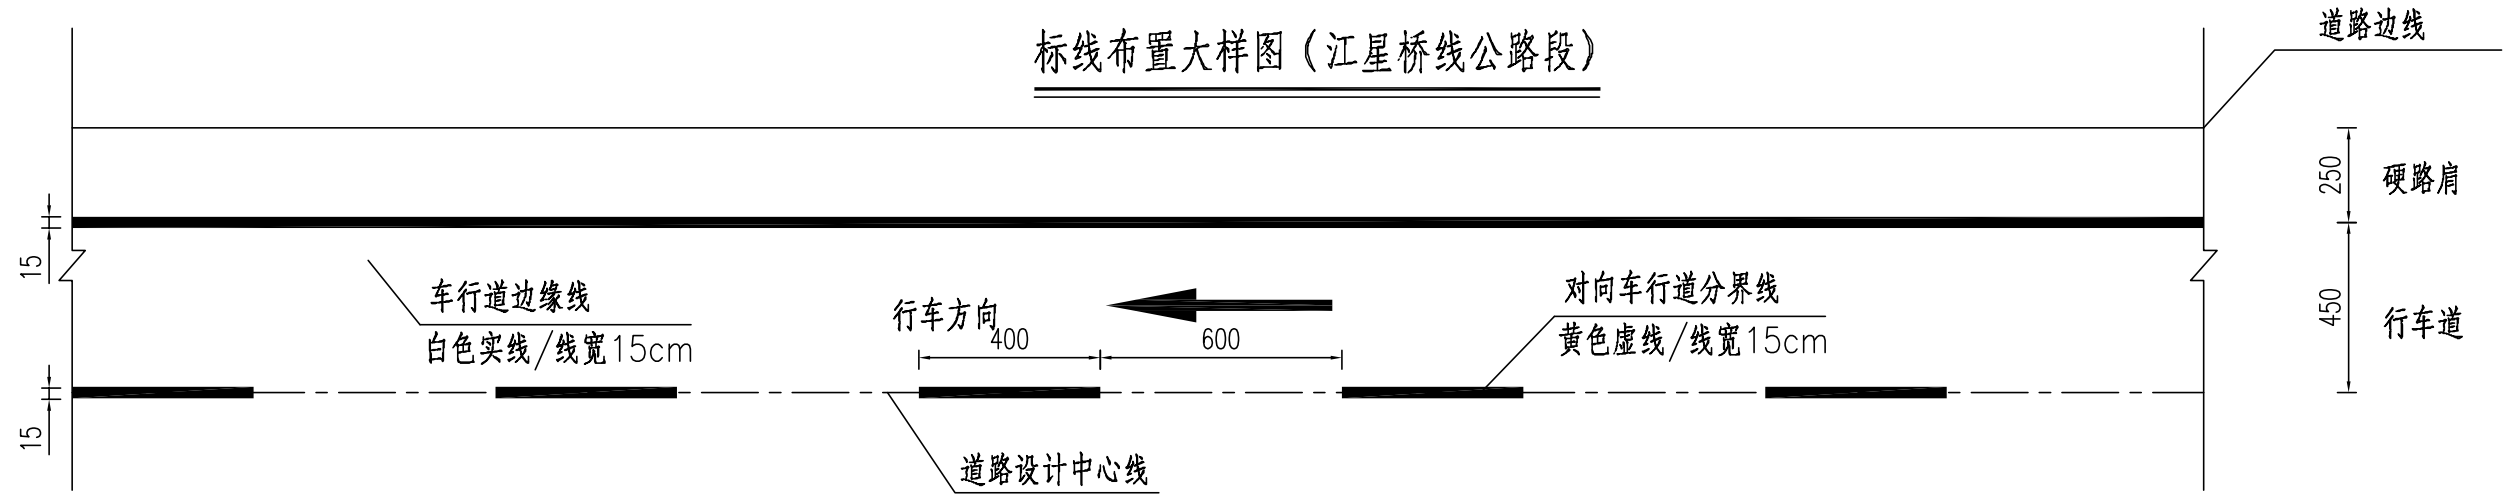 道路边线
标线布置大样图（江星桥线公路段）
250
硬路肩
15
车行道边缘线
白色实线/线宽15cm
行车方向
400
600
对向车行道分界线
黄色虚线/线宽15cm
450
行车道
15
道路设计中心线